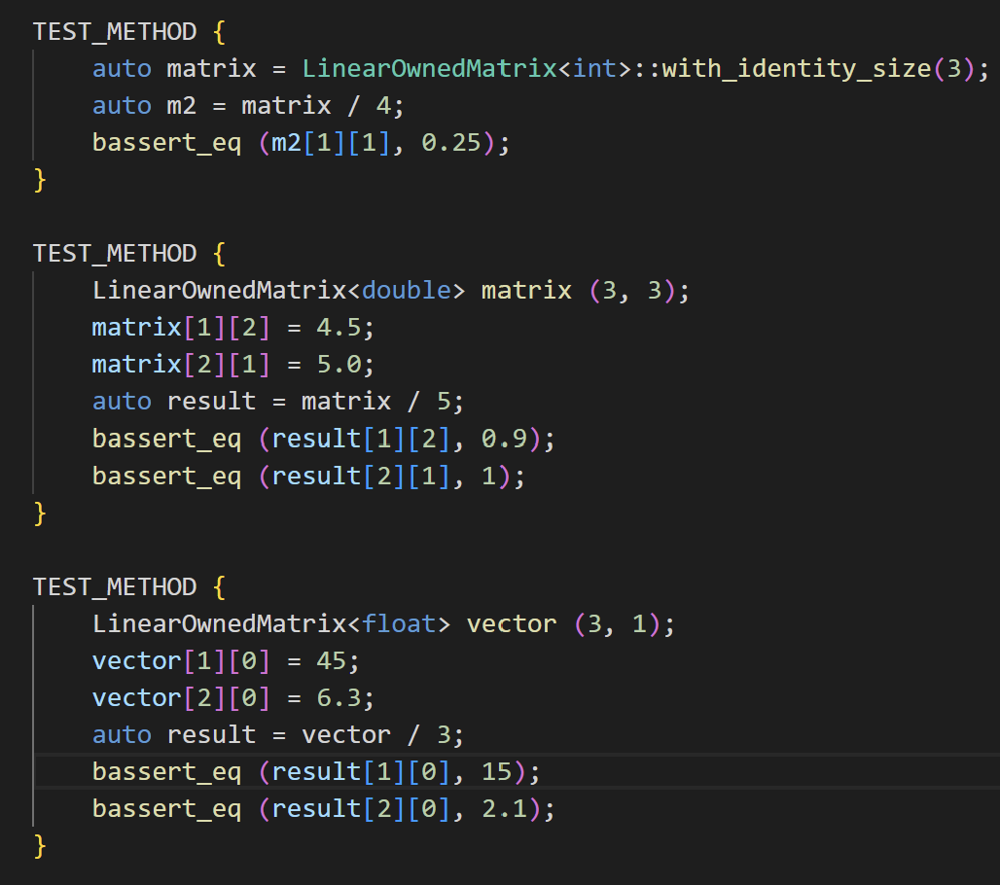 TEST_METHOD {
    auto matrix = LinearOwnedMatrix<int>::with_identity_size(3);
    auto m2 = matrix / 4;
    bassert_eq (m2[1][1], 0.25);
}

TEST_METHOD {
    LinearOwnedMatrix<double> matrix (3, 3);
    matrix[1][2] = 4.5;
    matrix[2][1] = 5.0;
    auto result = matrix / 5;
    bassert_eq (result[1][2], 0.9);
    bassert_eq (result[2][1], 1);
}

TEST_METHOD {
    LinearOwnedMatrix<float> vector (3, 1);
    vector[1][0] = 45;
    vector[2][0] = 6.3;
    auto result = vector / 3;
    bassert_eq (result[1][0], 15);
    bassert_eq (result[2][0], 2.1);
}